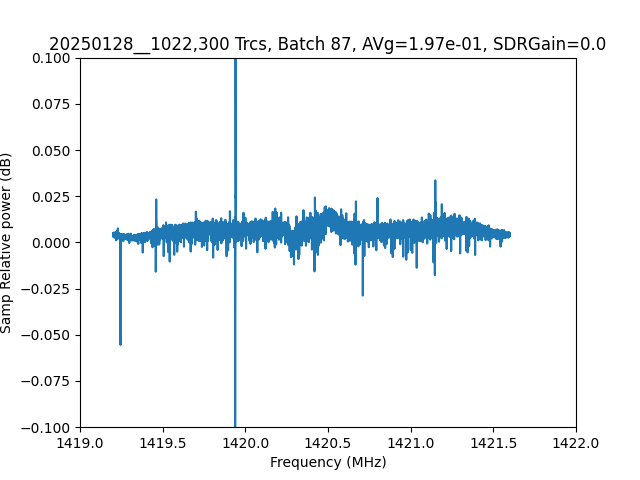 20250128__1022,300 Trcs, Batch 87, AVg=1.97e-01, SDRGain=0.0
0.100
0.075
0.050
0.025
0.000
−0.025
−0.050
−0.075
−0.100
Samp Relative power (dB)
1419.0 1419.5 1420.0 1420.5 1421.0 1421.5 1422.0
Frequency (MHz)